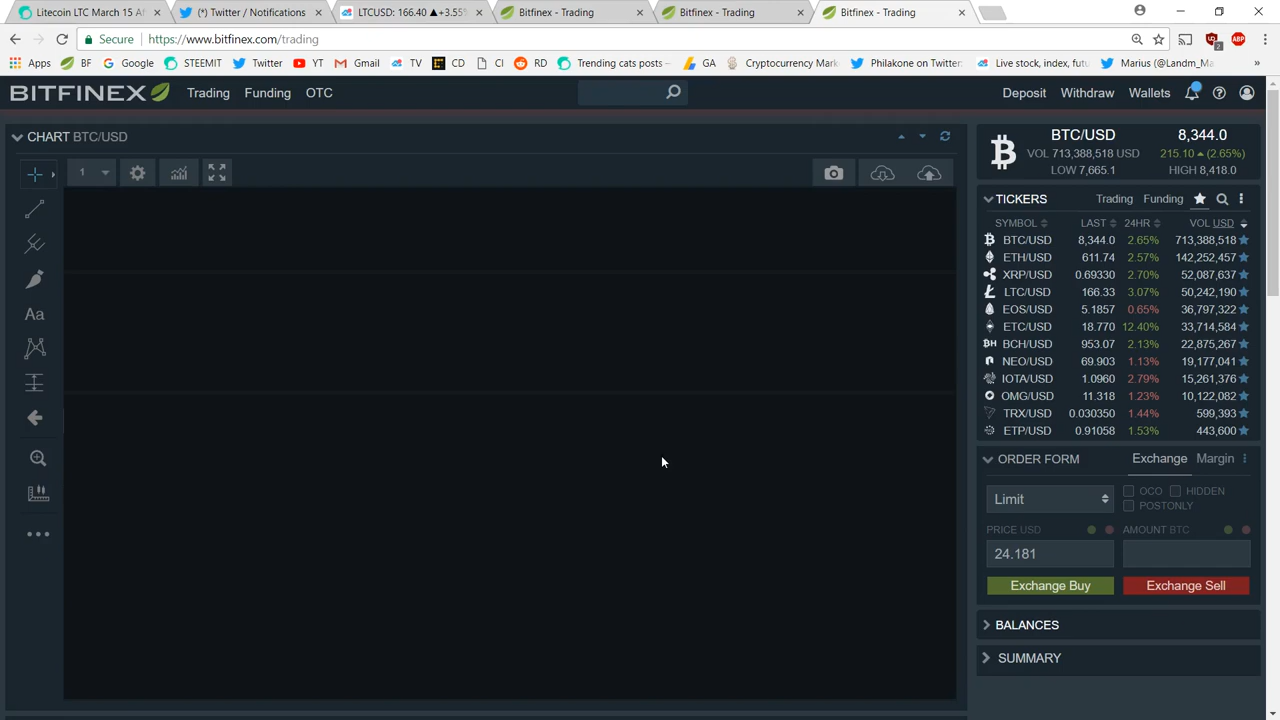 Litecoin LTC March 15 Af
(*) Twitter / Notifications
LTCUSD: 166.40 ▲+3.55%
Bitfinex - Trading
Bitfinex - Trading
Bitfinex - Trading
Secure
https://www.bitfinex.com/trading
Apps
BF
Google
STEEMIT
Twitter
YT
Gmail
TV
CD
CI
RD
Trending cats posts –
GA
Cryptocurrency Mark
Philakone on Twitter
Live stock, index, futu
Marius (@Landm_Ma
»
BITFINEX
Trading
Funding
OTC
Deposit
Withdraw
Wallets
CHART BTC/USD
1
BTC/USD
8,344.0
VOL 713,388,518 USD
215.10 (2.65%)
LOW 7,665.1
HIGH 8,418.0
TICKERS
Trading
Funding
SYMBOL LAST 24HR VOL USD
BTC/USD 8,344.0 2.65% 713,388,518
ETH/USD 611.74 2.57% 142,252,457
XRP/USD 0.69330 2.70% 52,087,637
LTC/USD 166.33 3.07% 50,242,190
EOS/USD 5.1857 0.65% 36,797,322
ETC/USD 18.770 12.40% 33,714,584
BCH/USD 953.07 2.13% 22,875,267
NEO/USD 69.903 1.13% 19,177,041
IOTA/USD 1.0960 2.79% 15,261,376
OMG/USD 11.318 1.23% 10,122,082
TRX/USD 0.030350 1.44% 599,393
ETP/USD 0.91058 1.53% 443,600
ORDER FORM
Exchange
Margin
Limit
OCO
HIDDEN
POSTONLY
PRICE USD
AMOUNT BTC
24.181
Exchange Buy
Exchange Sell
BALANCES
SUMMARY
Aa
2
ABP